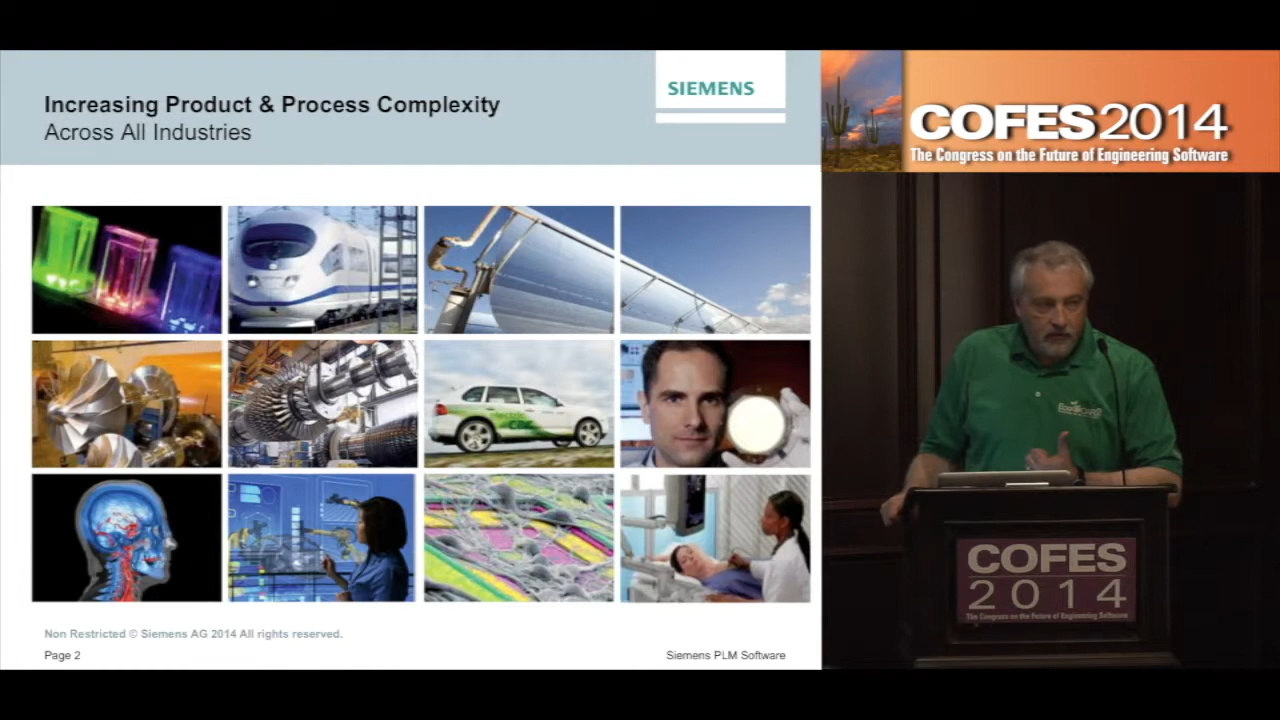 Increasing Product & Process Complexity
Across All Industries
SIEMENS
electric
car
Non Restricted © Siemens AG 2014 All rights reserved.
Page 2
Siemens PLM Software
COFES2014
The Congress on the Future of Engineering Software
COFES
2014
The Congress on the Future of Engineering Software